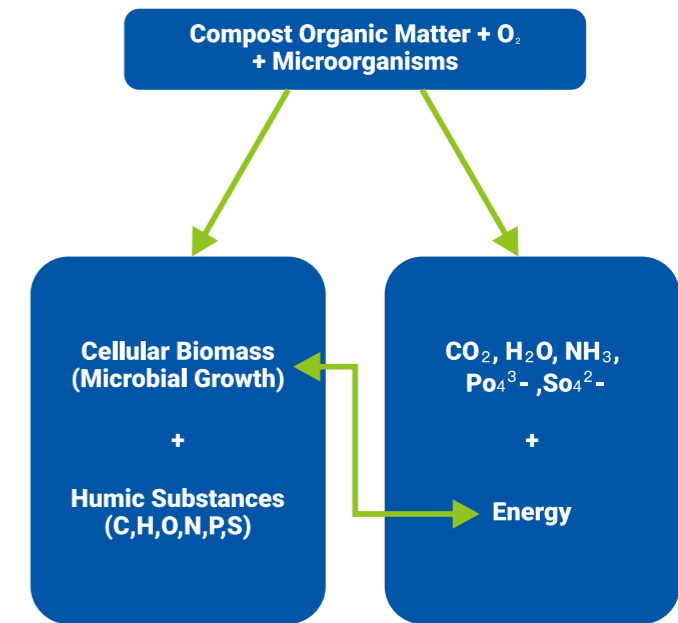 Compost Organic Matter + O₂
+ Microorganisms
Cellular Biomass
(Microbial Growth)
+
Humic Substances
(C,H,O,N,P,S)
CO₂, H₂O, NH₃,
Po₄³- ,So₄²-
+
Energy